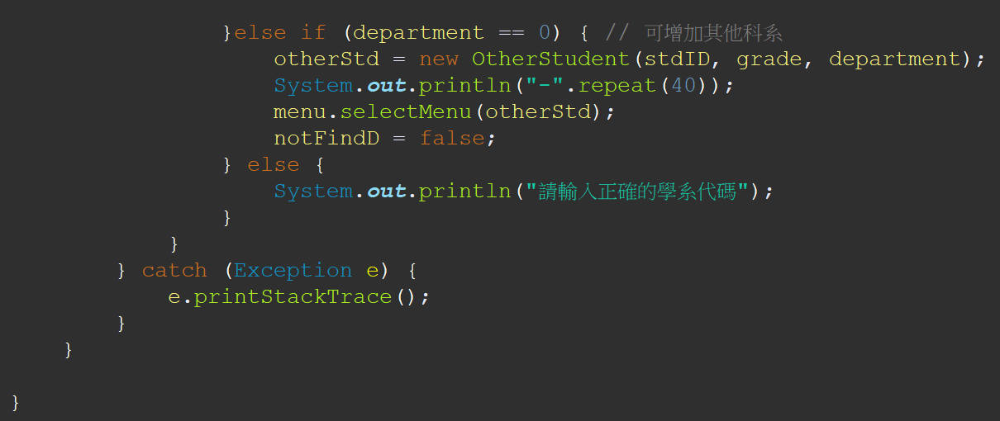 }else if (department == 0) { // 可增加其他科系
otherStd = new OtherStudent(stdID, grade, department);
System.out.println("-".repeat(40));
menu.selectMenu(otherStd);
notFindD = false;
} else {
System.out.println("請輸入正確的學系代碼");
}
}
} catch (Exception e) {
e.printStackTrace();
}
}
}